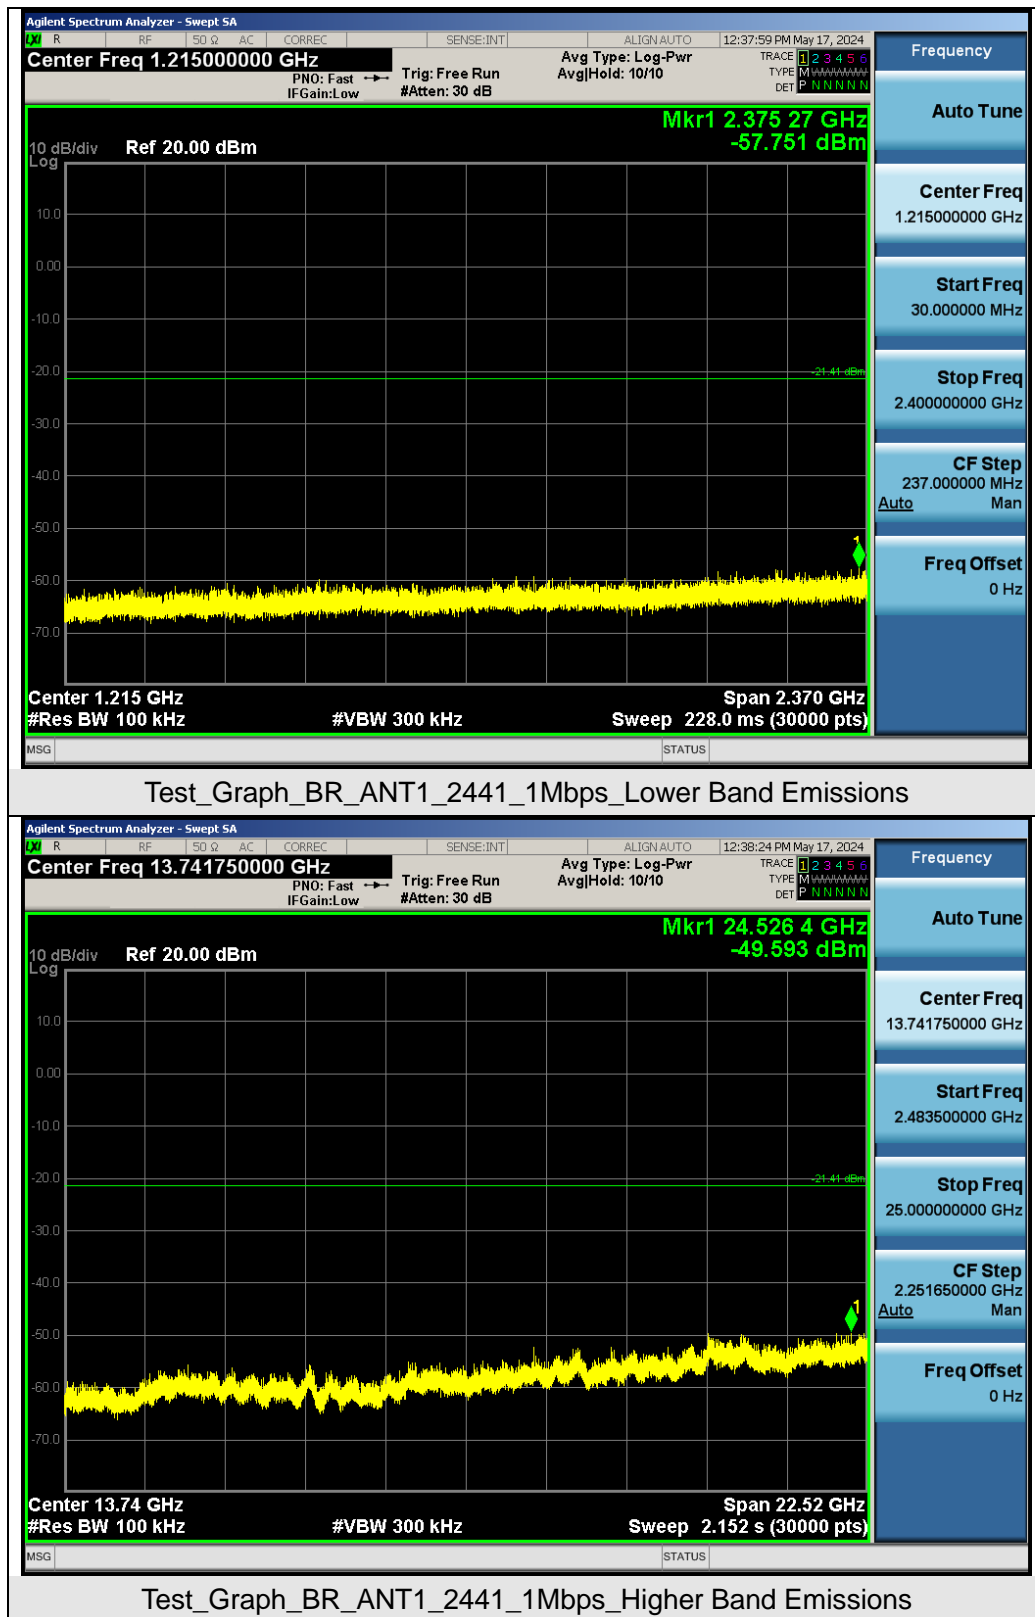 Agilent Spectrum Analyzer - Swept SA
LXI R RF 50 Ω AC CORREC SENSE:INT ALIGN AUTO 12:37:59 PM May 17, 2024
Center Freq 1.215000000 GHz
PNO: Fast
IFGain:Low
Trig: Free Run
#Atten: 30 dB
Avg Type: Log-Pwr
Avg|Hold: 10/10
TRACE 1 2 3 4 5 6
TYPE M
DET P N N N N N
Mkr1 2.375 27 GHz
-57.751 dBm
10 dB/div Ref 20.00 dBm
Log
10.0
0.00
-10.0
-20.0
-21.41 dBm
-30.0
-40.0
-50.0
1
-60.0
-70.0
Center 1.215 GHz Span 2.370 GHz
#Res BW 100 kHz #VBW 300 kHz Sweep 228.0 ms (30000 pts)
MSG STATUS
Frequency
Auto Tune
Center Freq
1.215000000 GHz
Start Freq
30.000000 MHz
Stop Freq
2.400000000 GHz
CF Step
237.000000 MHz
Auto Man
Freq Offset
0 Hz
Test_Graph_BR_ANT1_2441_1Mbps_Lower Band Emissions
Agilent Spectrum Analyzer - Swept SA
LXI R RF 50 Ω AC CORREC SENSE:INT ALIGN AUTO 12:38:24 PM May 17, 2024
Center Freq 13.741750000 GHz
PNO: Fast
IFGain:Low
Trig: Free Run
#Atten: 30 dB
Avg Type: Log-Pwr
Avg|Hold: 10/10
TRACE 1 2 3 4 5 6
TYPE M
DET P N N N N N
Mkr1 24.526 4 GHz
-49.593 dBm
10 dB/div Ref 20.00 dBm
Log
10.0
0.00
-10.0
-20.0
-21.41 dBm
-30.0
-40.0
1
-50.0
-60.0
-70.0
Center 13.74 GHz Span 22.52 GHz
#Res BW 100 kHz #VBW 300 kHz Sweep 2.152 s (30000 pts)
MSG STATUS
Frequency
Auto Tune
Center Freq
13.741750000 GHz
Start Freq
2.483500000 GHz
Stop Freq
25.000000000 GHz
CF Step
2.251650000 GHz
Auto Man
Freq Offset
0 Hz
Test_Graph_BR_ANT1_2441_1Mbps_Higher Band Emissions